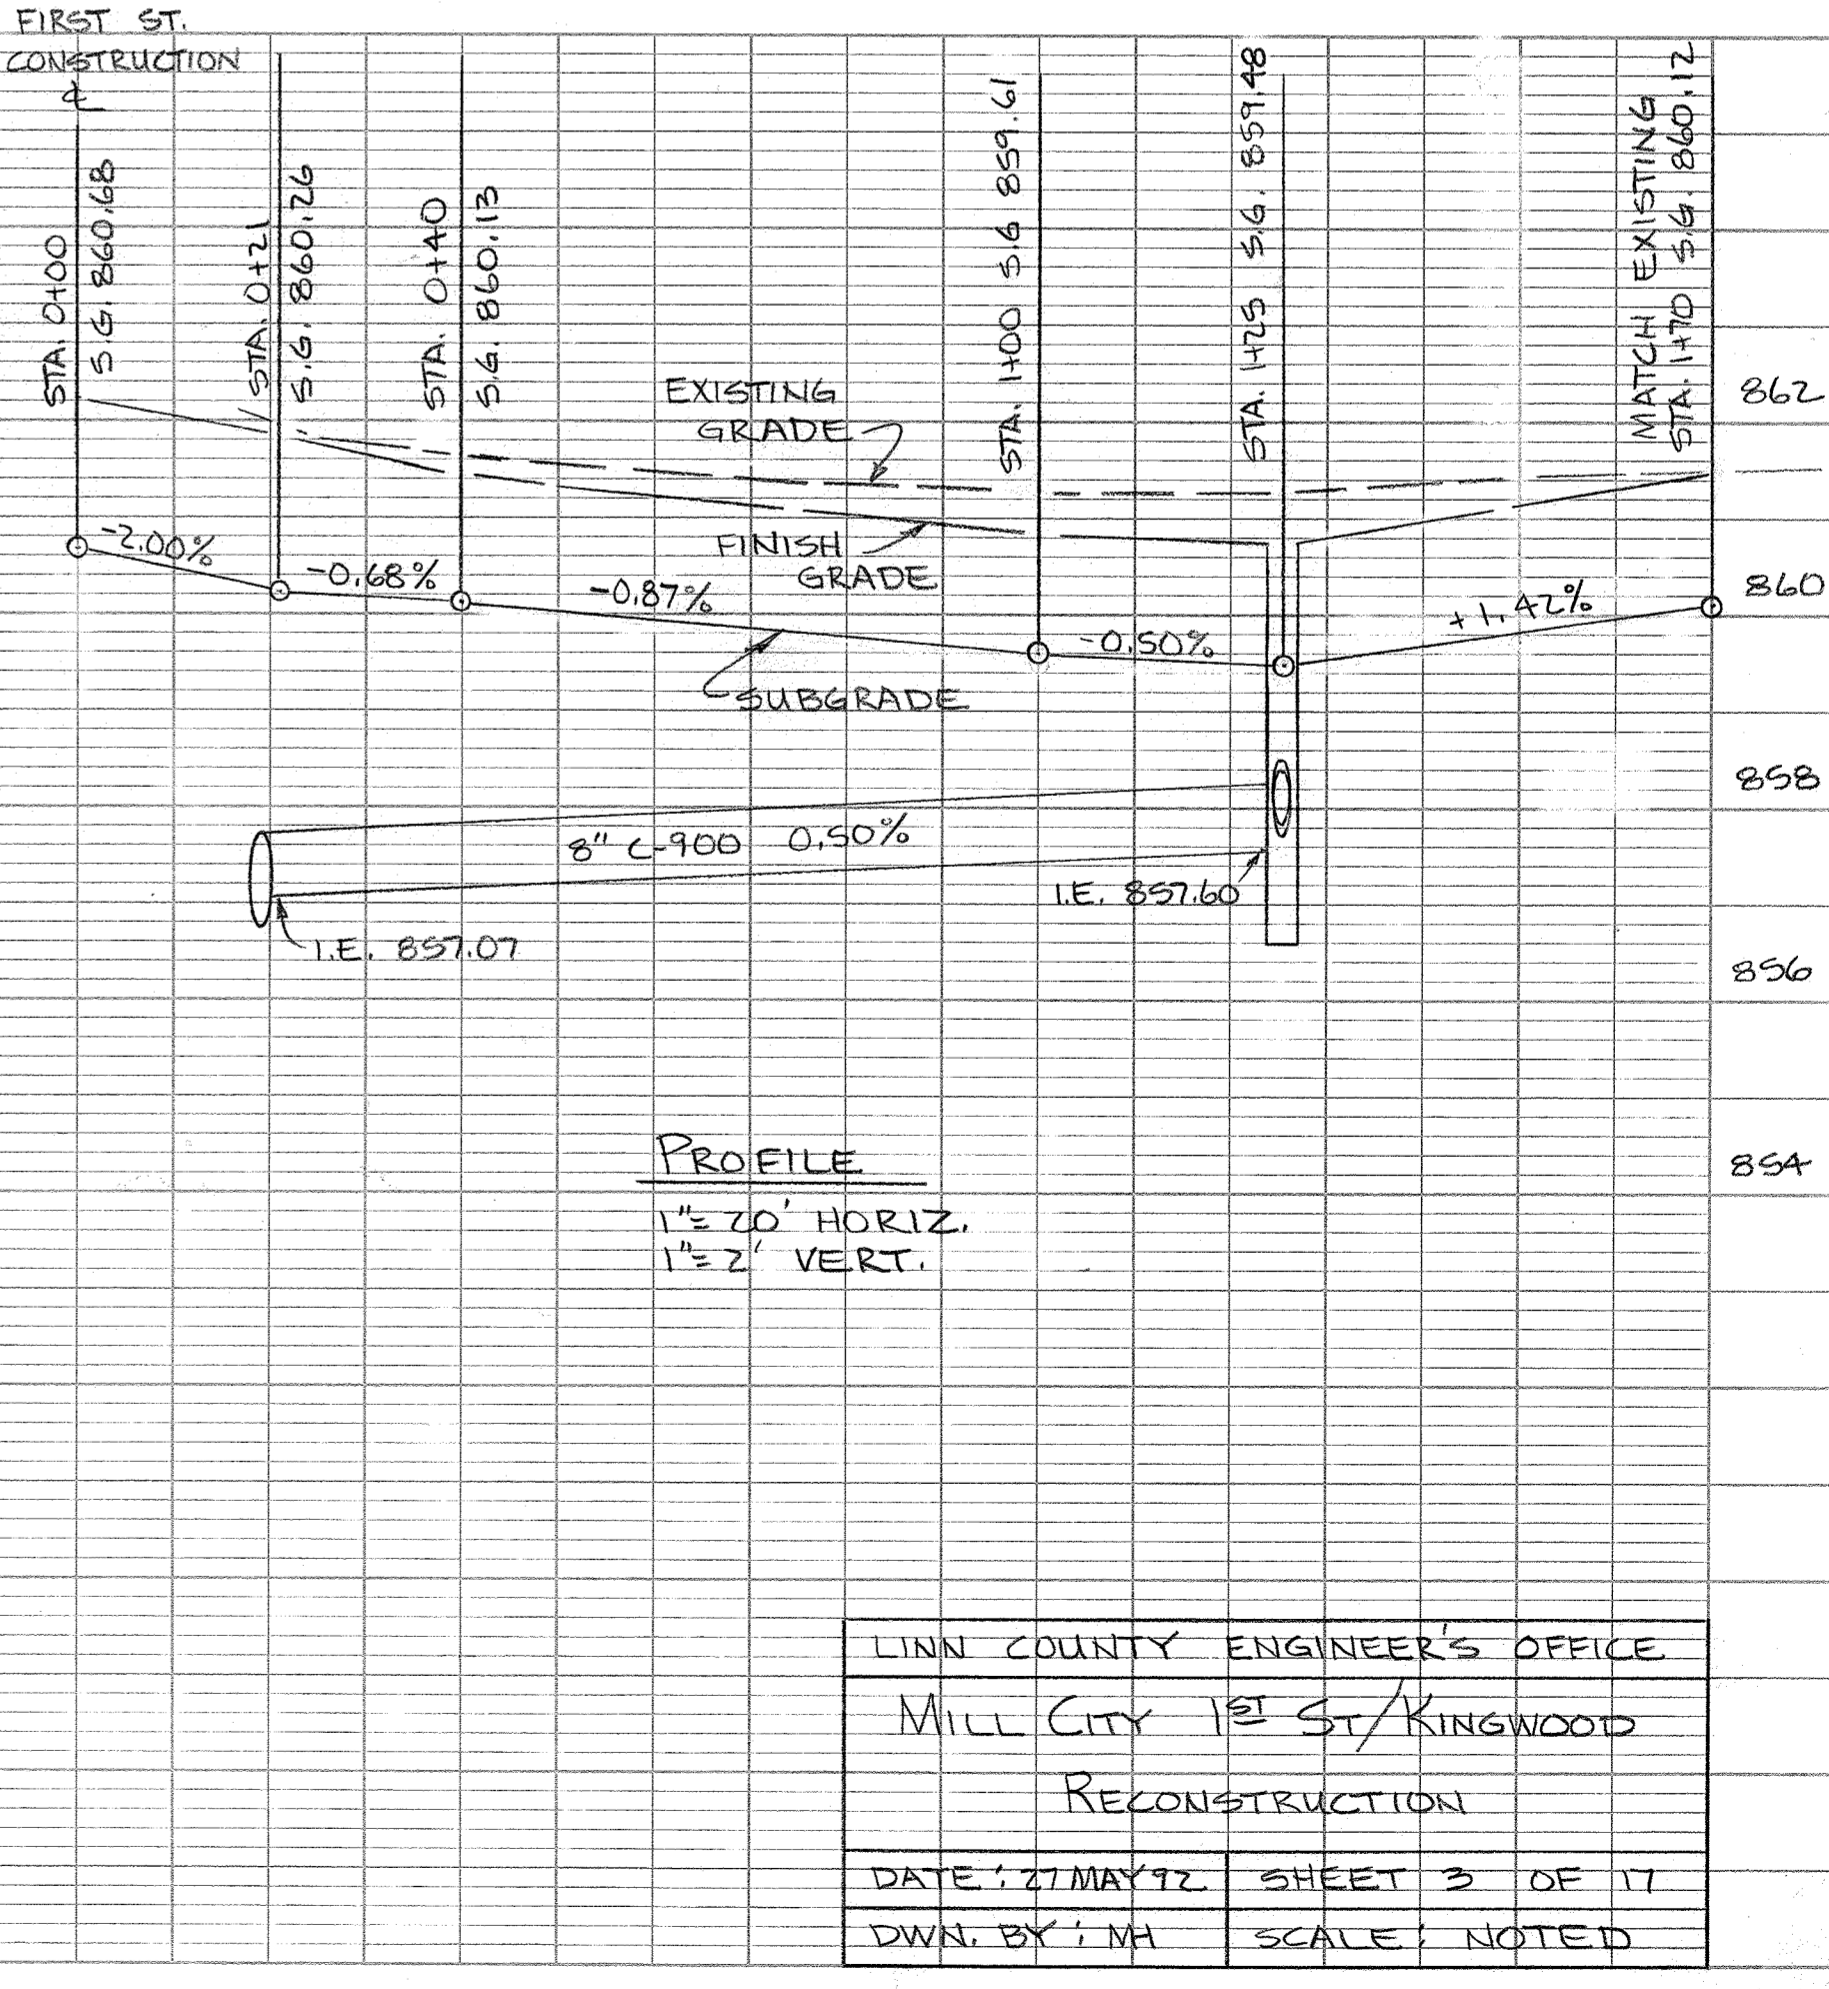 FIRST ST.
CONSTRUCTION
℄
STA. 0+00
S.G. 860.68
STA. 0+21
S.G. 860.26
STA. 0+40
S.G. 860.13
STA. 1+00 S.G 859.61
STA. 1+25 S.G. 859.48
MATCH EXISTING
STA. 1+70 S.G. 860.12
EXISTING
GRADE
862
-2.00%
-0.68%
-0.87%
FINISH
GRADE
-0.50%
+1.42%
860
SUBGRADE
858
8" C-900 0.50%
I.E. 857.60
I.E. 857.07
856
854
PROFILE
1"= 20' HORIZ.
1"= 2' VERT.
LINN COUNTY ENGINEER'S OFFICE
MILL CITY 1ST ST/KINGWOOD
RECONSTRUCTION
DATE: 27 MAY 92
SHEET 3 OF 17
DWN. BY: MH
SCALE: NOTED